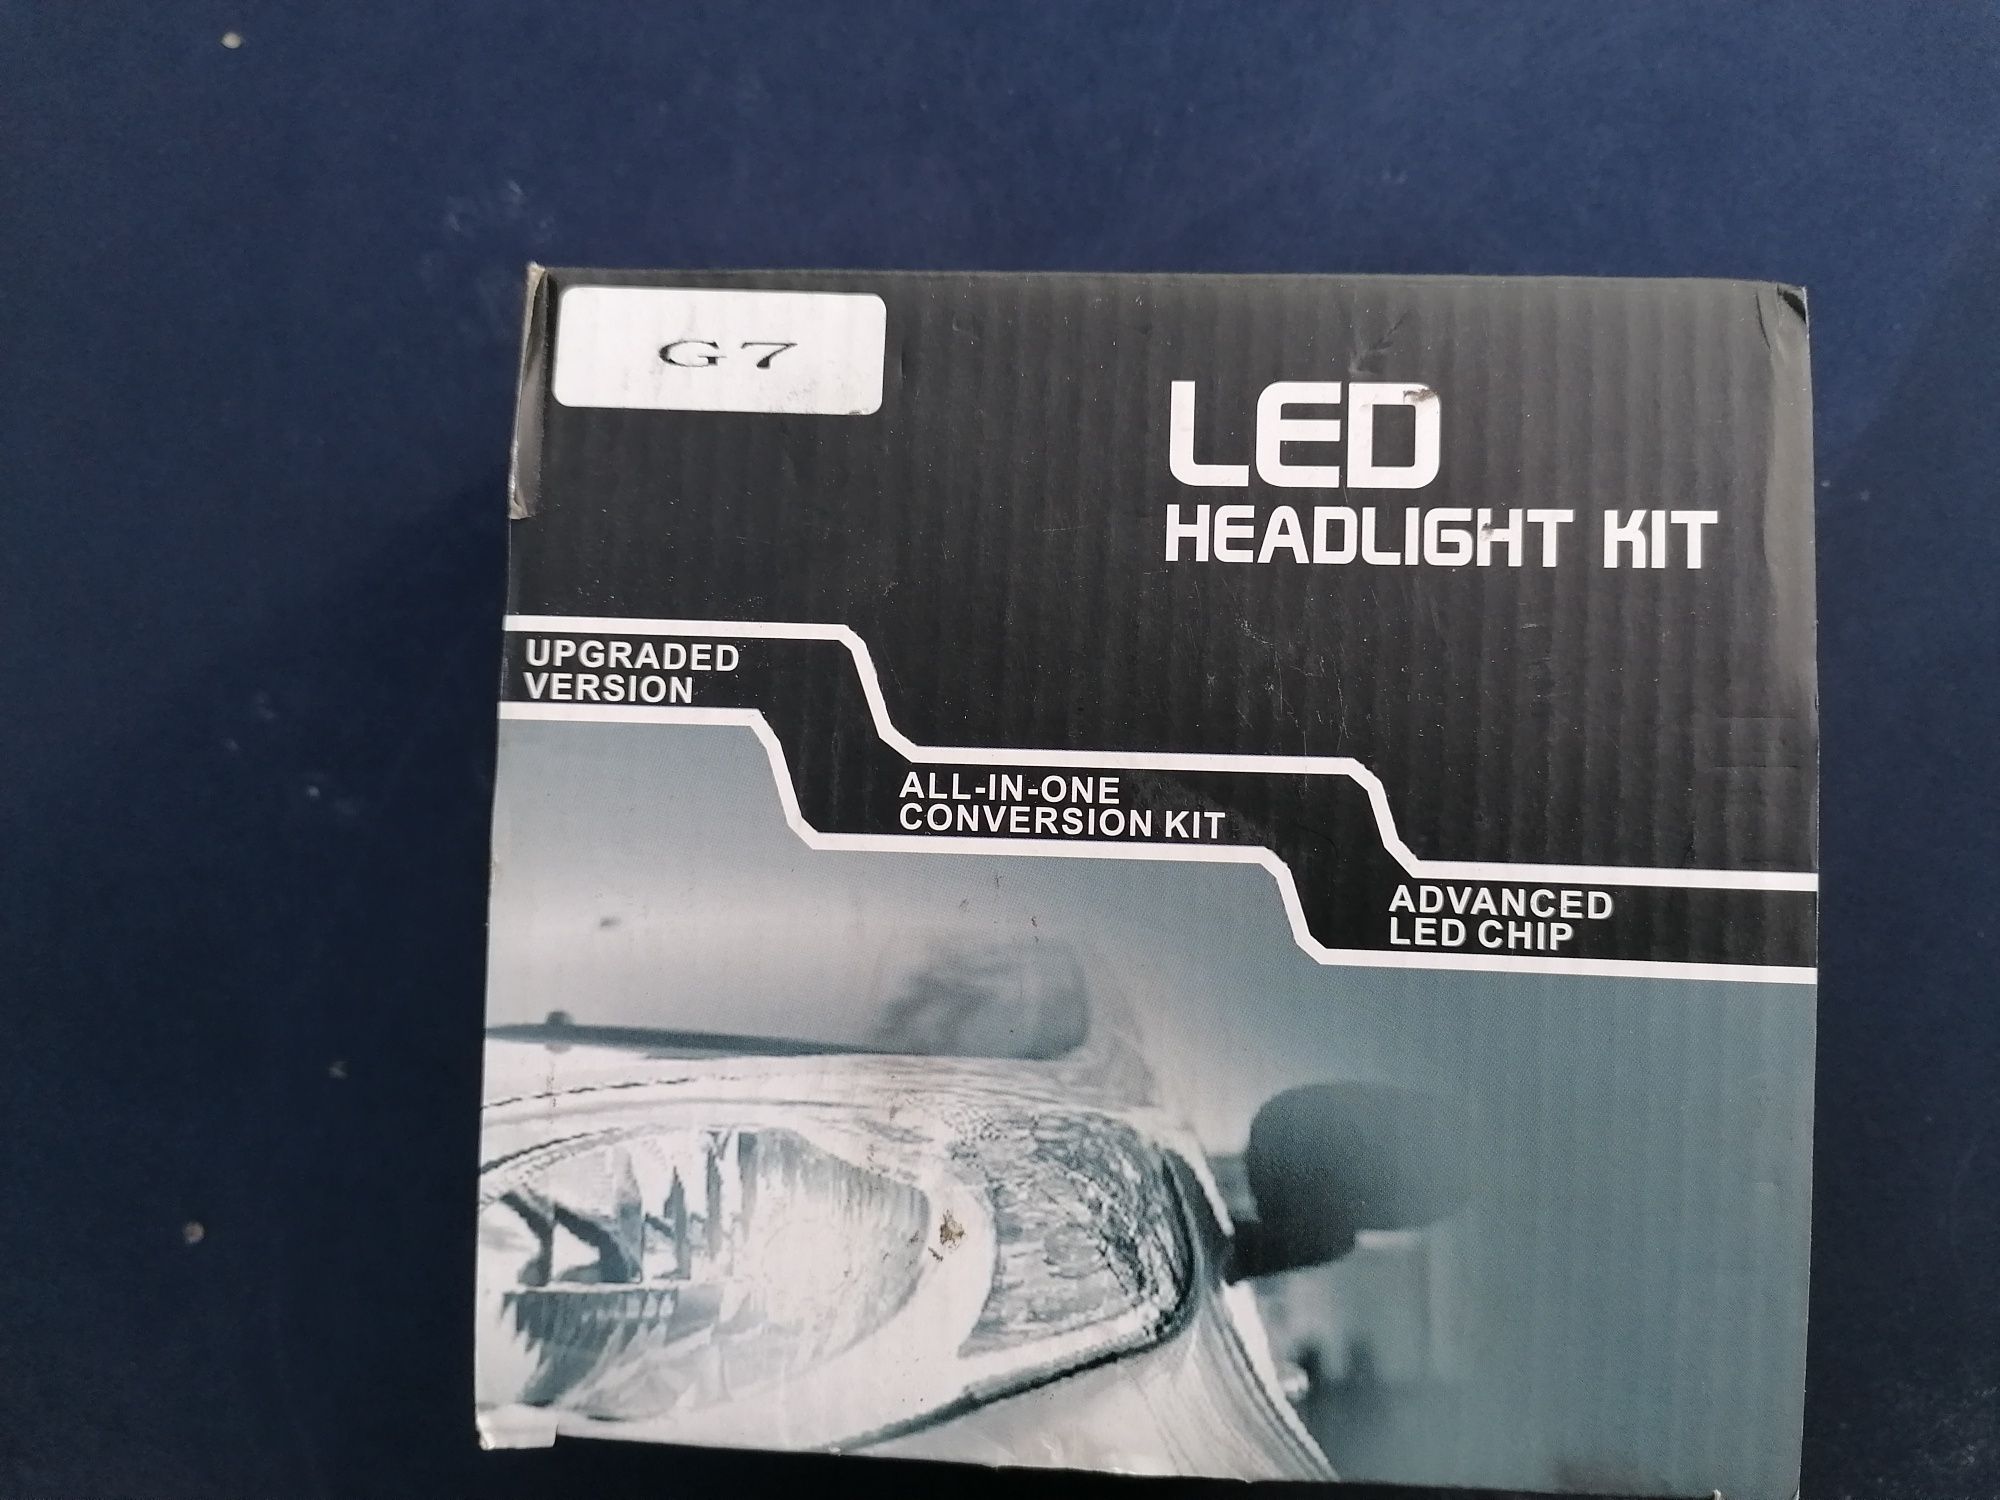 G7
LED
HEADLIGHT KIT
UPGRADED
VERSION
ALL-IN-ONE
CONVERSION KIT
ADVANCED
LED CHIP